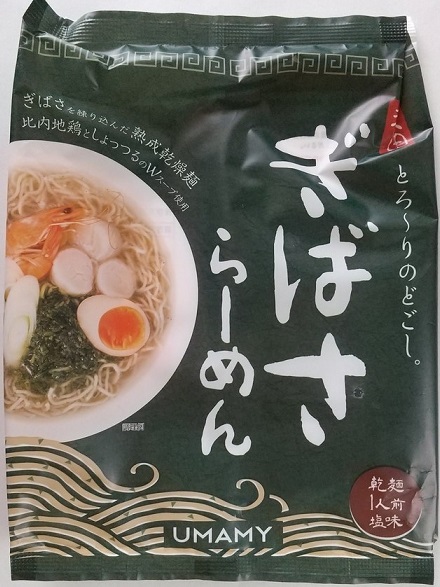 三日
とろ～りのどごし。
ぎばさ
らーめん
ぎばさを練り込んだ熟成乾燥麺
比内地鶏としょっつるのWスープ使用
乾麺
1人前
塩味
UMAMY